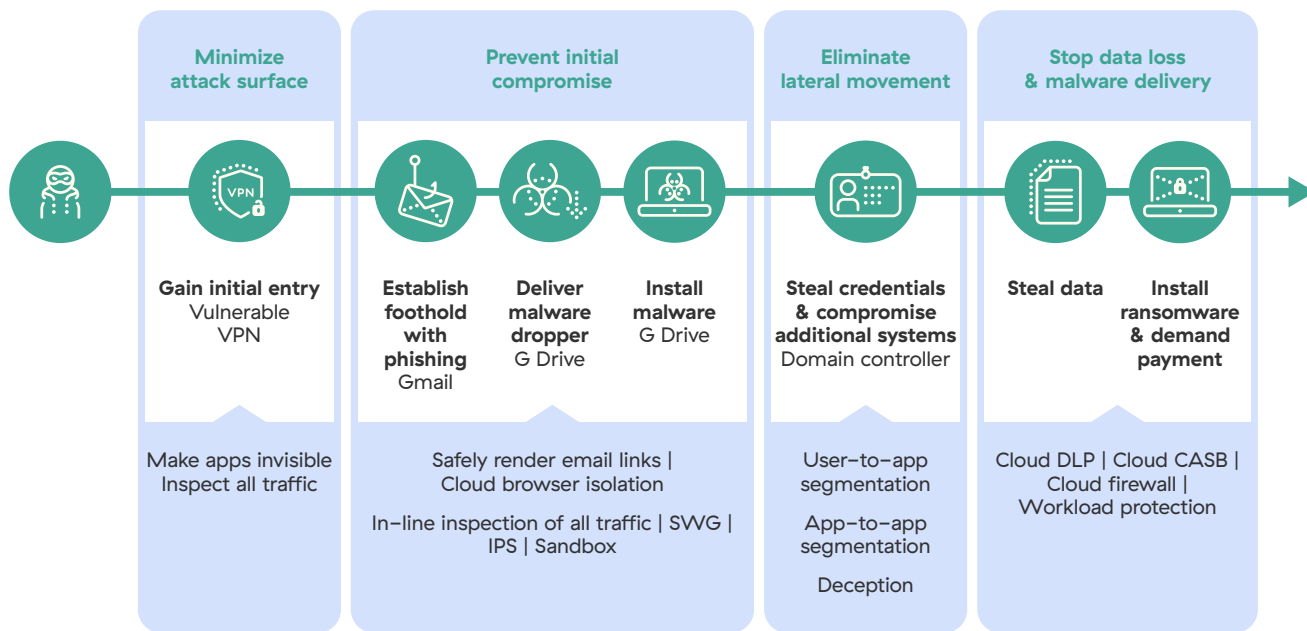 Minimize
attack surface
Prevent initial
compromise
Eliminate
lateral movement
Stop data loss
& malware delivery
VPN
Gain initial entry
Vulnerable
VPN
Establish
foothold
with
phishing
Gmail
Deliver
malware
dropper
G Drive
Install
malware
G Drive
Steal credentials
& compromise
additional systems
Domain controller
Steal data
Install
ransomware
& demand
payment
Make apps invisible
Inspect all traffic
Safely render email links |
Cloud browser isolation
In-line inspection of all traffic | SWG |
IPS | Sandbox
User-to-app
segmentation
App-to-app
segmentation
Deception
Cloud DLP | Cloud CASB |
Cloud firewall |
Workload protection